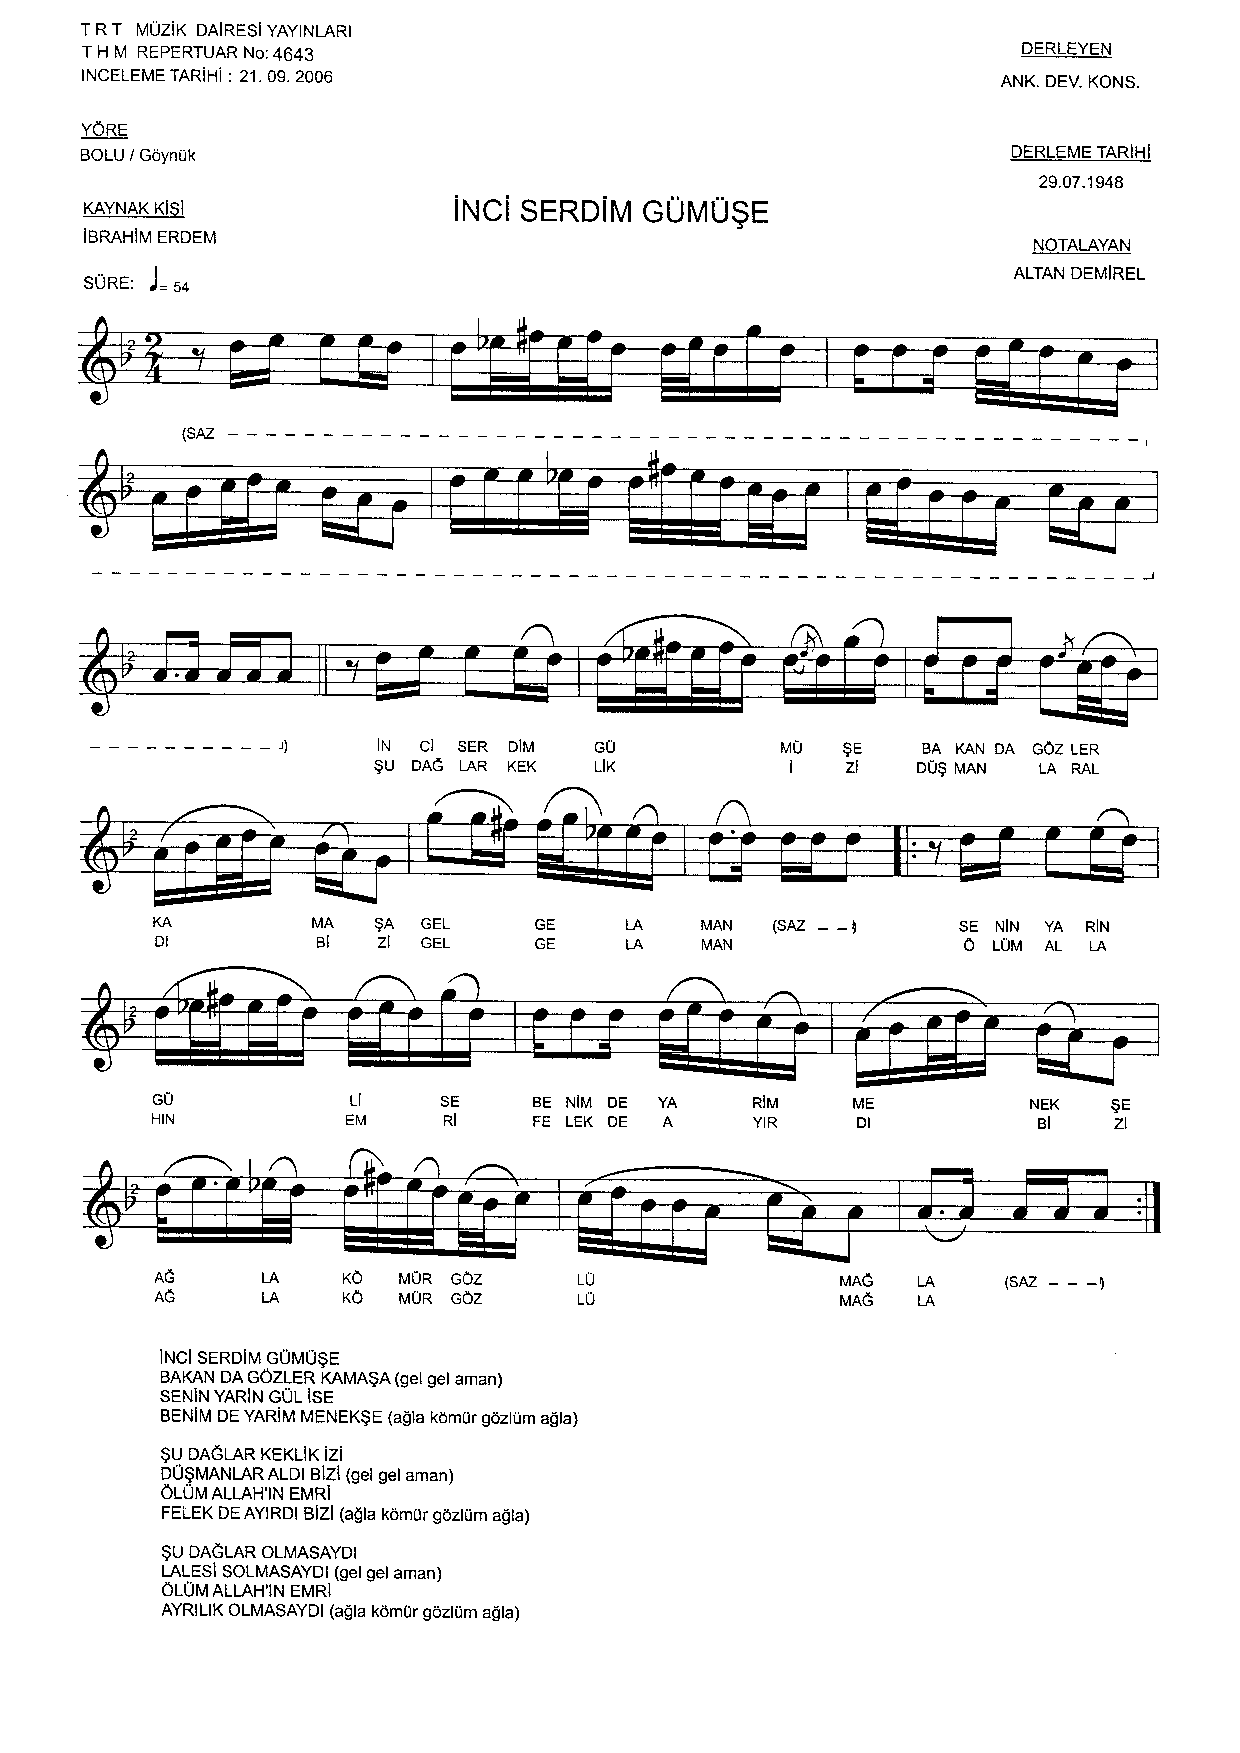 TRT MÜZİK DAİRESİ YAYINLARI
THM REPERTUAR No: 4643
INCELEME TARİHİ : 21. 09. 2006
DERLEYEN
ANK. DEV. KONS.
YÖRE
BOLU / Göynük
DERLEME TARİHİ
29.07.1948
KAYNAK KİŞİ
İBRAHİM ERDEM
İNCİ SERDİM GÜMÜŞE
NOTALAYAN
ALTAN DEMİREL
SÜRE: ♩= 54
(SAZ
İN Cİ SER DİM GÜ MÜ ŞE BA KAN DA GÖZ LER
ŞU DAĞ LAR KEK LİK İ Zİ DÜŞ MAN LA RAL
KA MA ŞA GEL GE LA MAN (SAZ – –) SE NİN YA RİN
DI Bİ Zİ GEL GE LA MAN Ö LÜM AL LA
GÜ Lİ SE BE NİM DE YA RİM ME NEK ŞE
HIN EM Rİ FE LEK DE A YIR DI Bİ Zİ
AĞ LA KÖ MÜR GÖZ LÜ MAĞ LA (SAZ – – –)
AĞ LA KÖ MÜR GÖZ LÜ MAĞ LA
İNCİ SERDİM GÜMÜŞE
BAKAN DA GÖZLER KAMAŞA (gel gel aman)
SENİN YARİN GÜL İSE
BENİM DE YARİM MENEKŞE (ağla kömür gözlüm ağla)
ŞU DAĞLAR KEKLİK İZİ
DÜŞMANLAR ALDI BİZİ (gel gel aman)
ÖLÜM ALLAH'IN EMRİ
FELEK DE AYIRDI BİZİ (ağla kömür gözlüm ağla)
ŞU DAĞLAR OLMASAYDI
LALESİ SOLMASAYDI (gel gel aman)
ÖLÜM ALLAH'IN EMRİ
AYRILIK OLMASAYDI (ağla kömür gözlüm ağla)